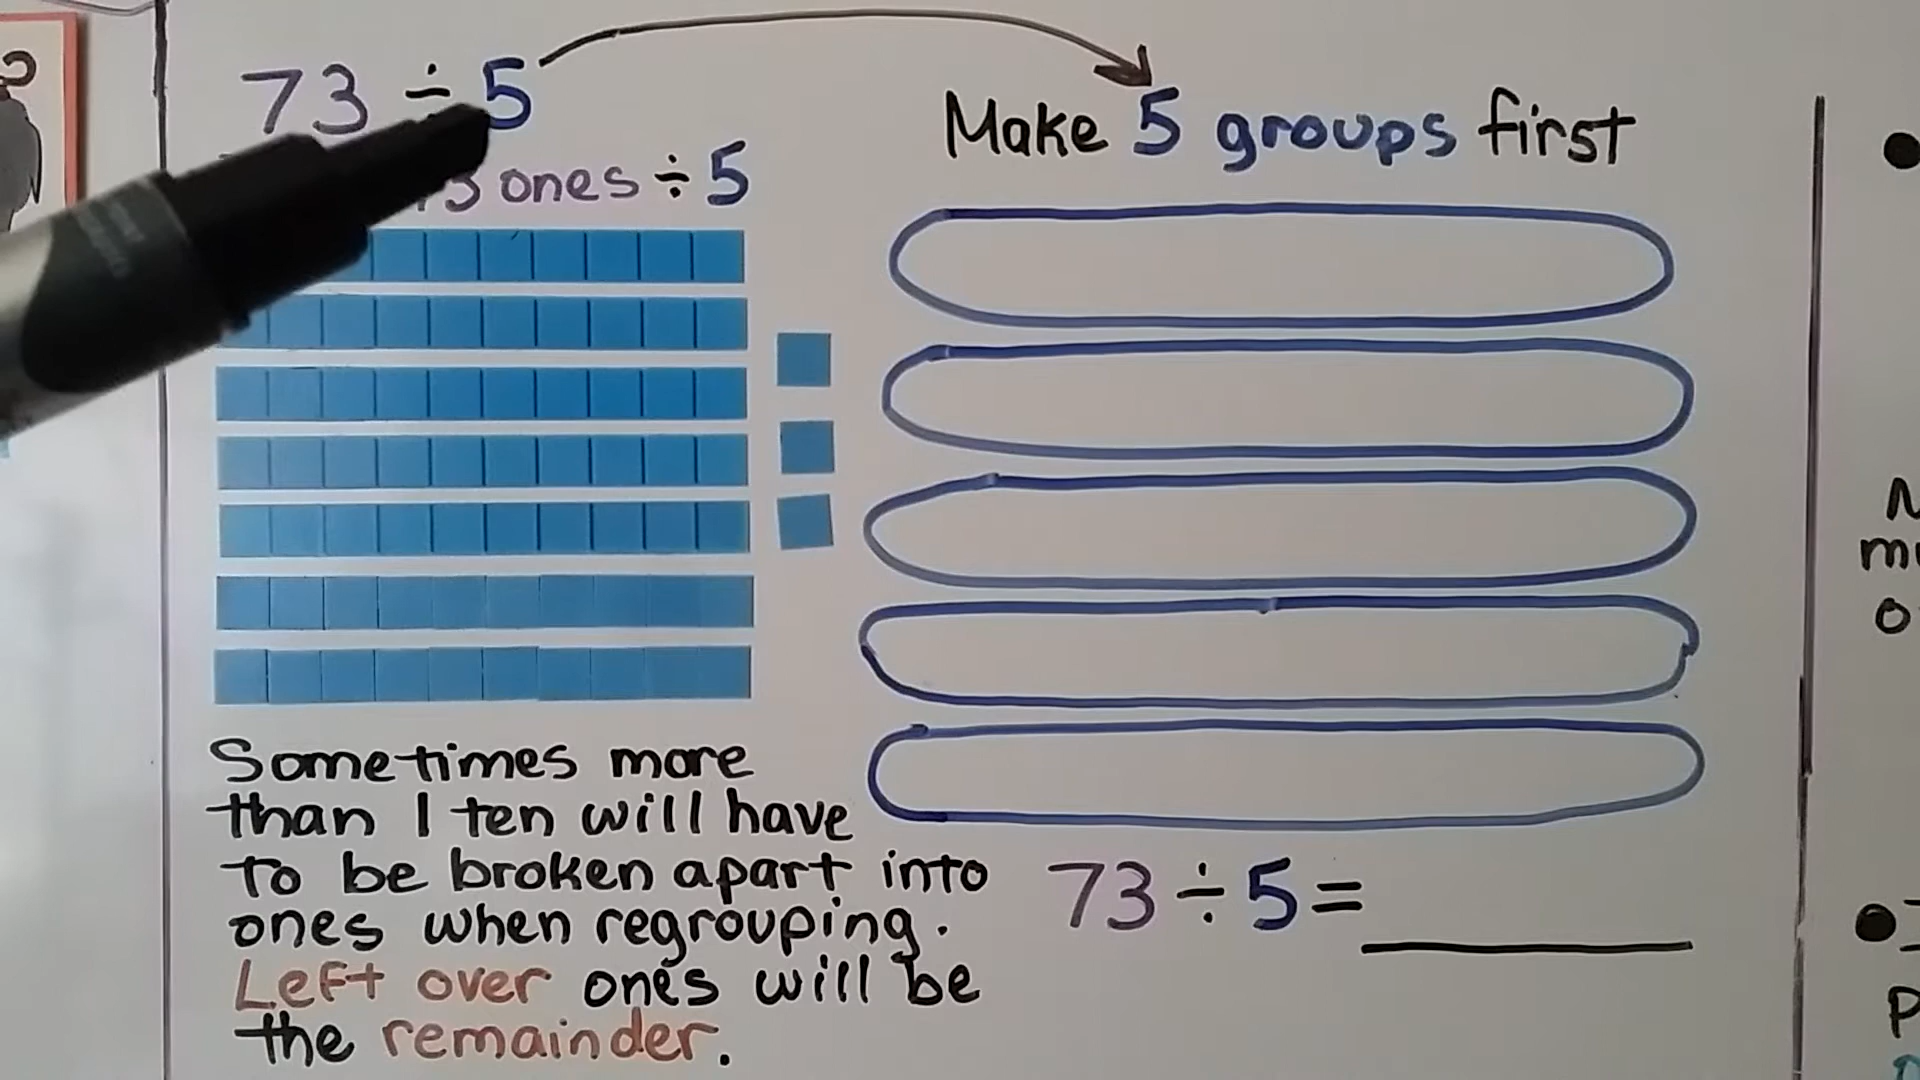 73 ÷ 5
3 ones ÷ 5
Make 5 groups first
Sometimes more
than 1 ten will have
to be broken apart into
ones when regrouping.
Left over ones will be
the remainder.
73 ÷ 5 =